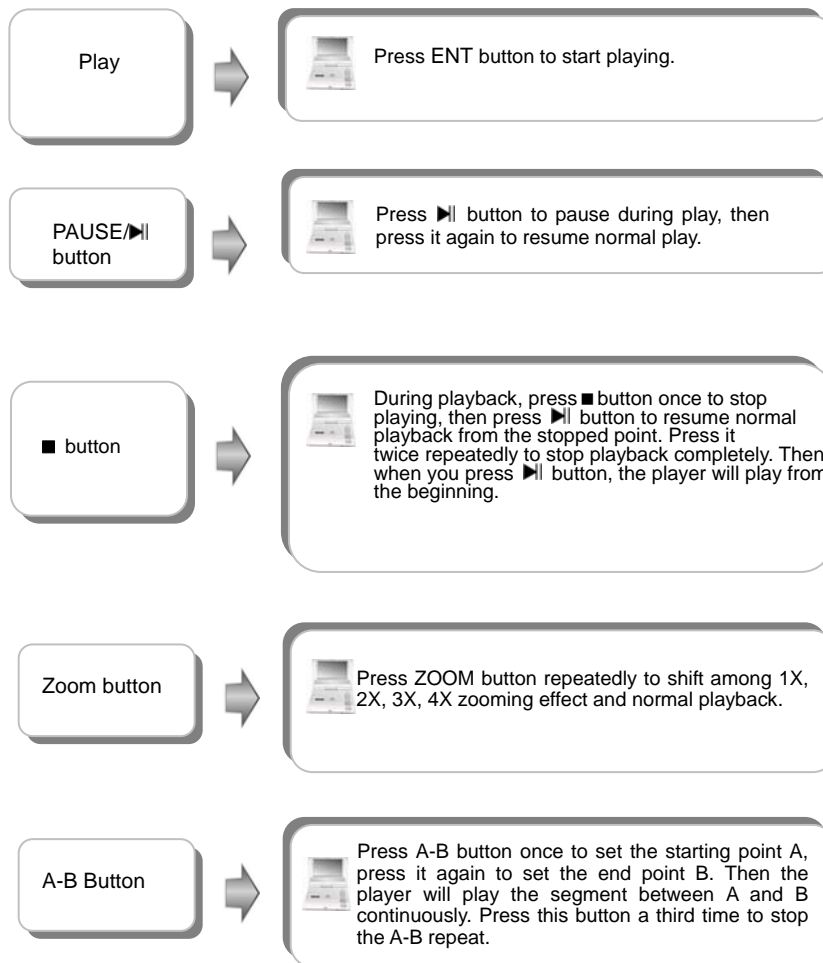 Play
Press ENT button to start playing.
PAUSE/▶||
button
Press ▶|| button to pause during play, then
press it again to resume normal play.
■ button
During playback, press ■ button once to stop
playing, then press ▶|| button to resume normal
playback from the stopped point. Press it
twice repeatedly to stop playback completely. Then
when you press ▶|| button, the player will play from
the beginning.
Zoom button
Press ZOOM button repeatedly to shift among 1X,
2X, 3X, 4X zooming effect and normal playback.
A-B Button
Press A-B button once to set the starting point A,
press it again to set the end point B. Then the
player will play the segment between A and B
continuously. Press this button a third time to stop
the A-B repeat.